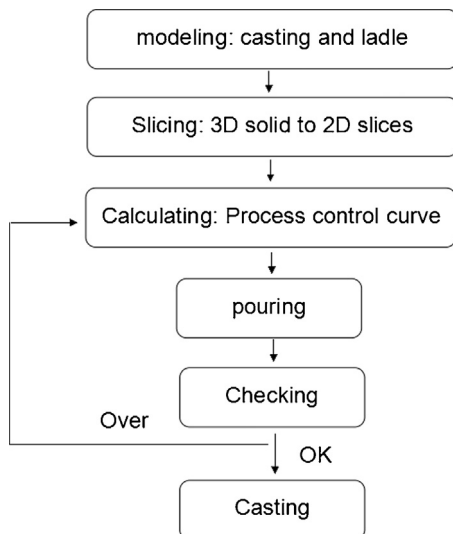 modeling: casting and ladle
Slicing: 3D solid to 2D slices
Calculating: Process control curve
pouring
Checking
Over
OK
Casting